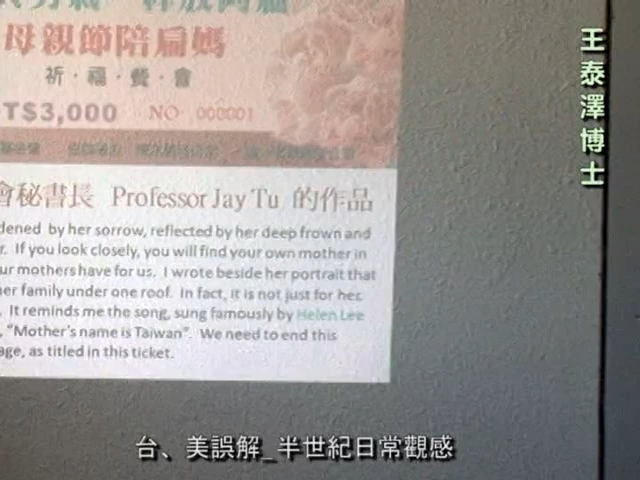 母親節陪扁媽
祈·福·餐·會
T$3,000 NO 000001
會秘書長 Professor Jay Tu 的作品
dened by her sorrow, reflected by her deep frown and
r. If you look closely, you will find your own mother in
ur mothers have for us. I wrote beside her portrait that
her family under one roof. In fact, it is not just for her.
. It reminds me the song, sung famously by Helen Lee
, "Mother's name is Taiwan". We need to end this
age, as titled in this ticket.
王泰澤博士
台、美誤解_半世紀日常觀感